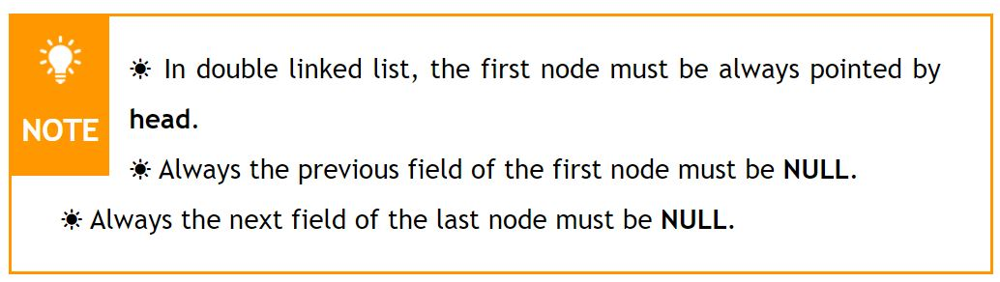 ☀ In double linked list, the first node must be always pointed by
NOTE
head.
☀ Always the previous field of the first node must be NULL.
☀ Always the next field of the last node must be NULL.